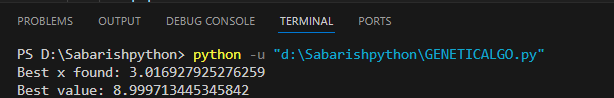 PROBLEMS OUTPUT DEBUG CONSOLE TERMINAL PORTS
PS D:\Sabarishpython> python -u "d:\Sabarishpython\GENETICALGO.py"
Best x found: 3.016927925276259
Best value: 8.999713445345842